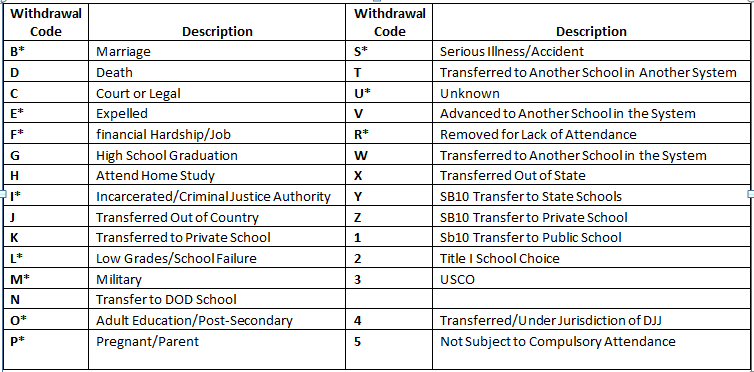 Withdrawal Code Description Withdrawal Code Description
B* Marriage S* Serious Illness/Accident
D Death T Transferred to Another School in Another System
C Court or Legal U* Unknown
E* Expelled V Advanced to Another School in the System
F* financial Hardship/Job R* Removed for Lack of Attendance
G High School Graduation W Transferred to Another School in the System
H Attend Home Study X Transferred Out of State
I* Incarcerated/Criminal Justice Authority Y SB10 Transfer to State Schools
J Transferred Out of Country Z SB10 Transfer to Private School
K Transferred to Private School 1 Sb10 Transfer to Public School
L* Low Grades/School Failure 2 Title I School Choice
M* Military 3 USCO
N Transfer to DOD School
O* Adult Education/Post-Secondary 4 Transferred/Under Jurisdiction of DJJ
P* Pregnant/Parent 5 Not Subject to Compulsory Attendance